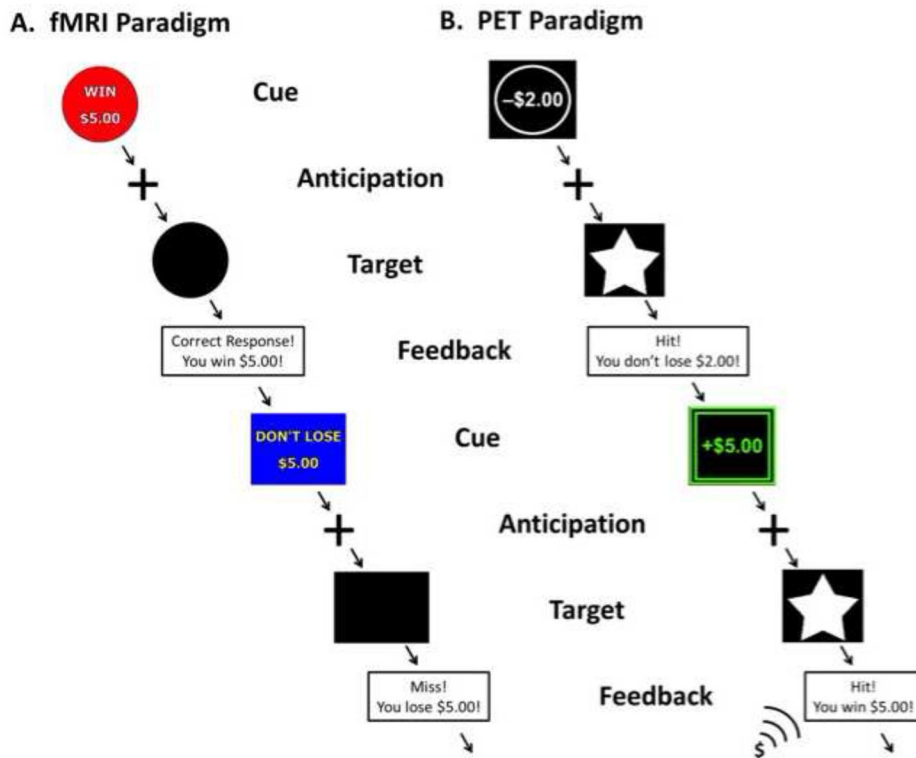 A. fMRI Paradigm
B. PET Paradigm
WIN
$5.00
Cue
–$2.00
Anticipation
Target
Correct Response!
You win $5.00!
Feedback
Hit!
You don't lose $2.00!
DON'T LOSE
$5.00
Cue
+$5.00
Anticipation
Target
Miss!
You lose $5.00!
Feedback
Hit!
You win $5.00!
$